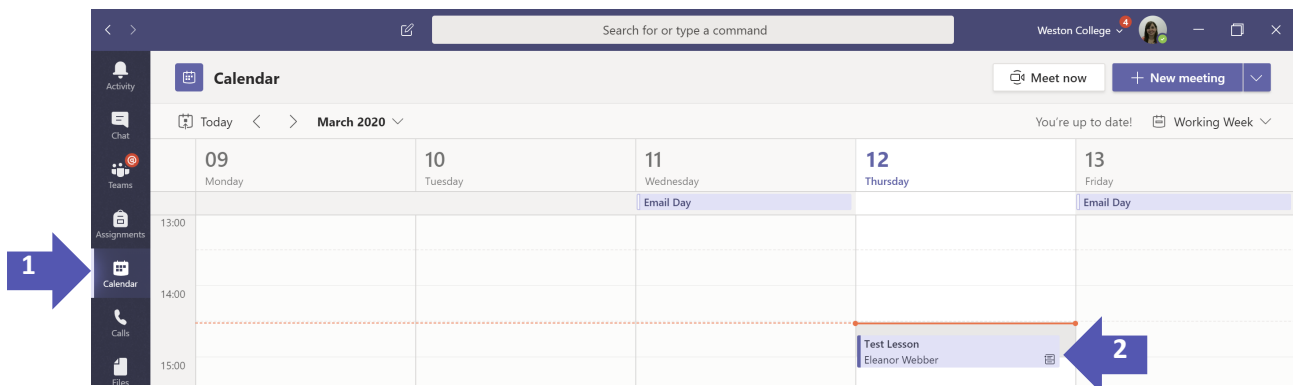 Search for or type a command
Weston College
4
Activity
Calendar
Meet now
+ New meeting
Chat
Today
March 2020
You're up to date!
Working Week
Teams
@
09
Monday
10
Tuesday
11
Wednesday
12
Thursday
13
Friday
Email Day
Email Day
Assignments
13:00
1
Calendar
14:00
Calls
Test Lesson
Eleanor Webber
2
15:00
Files